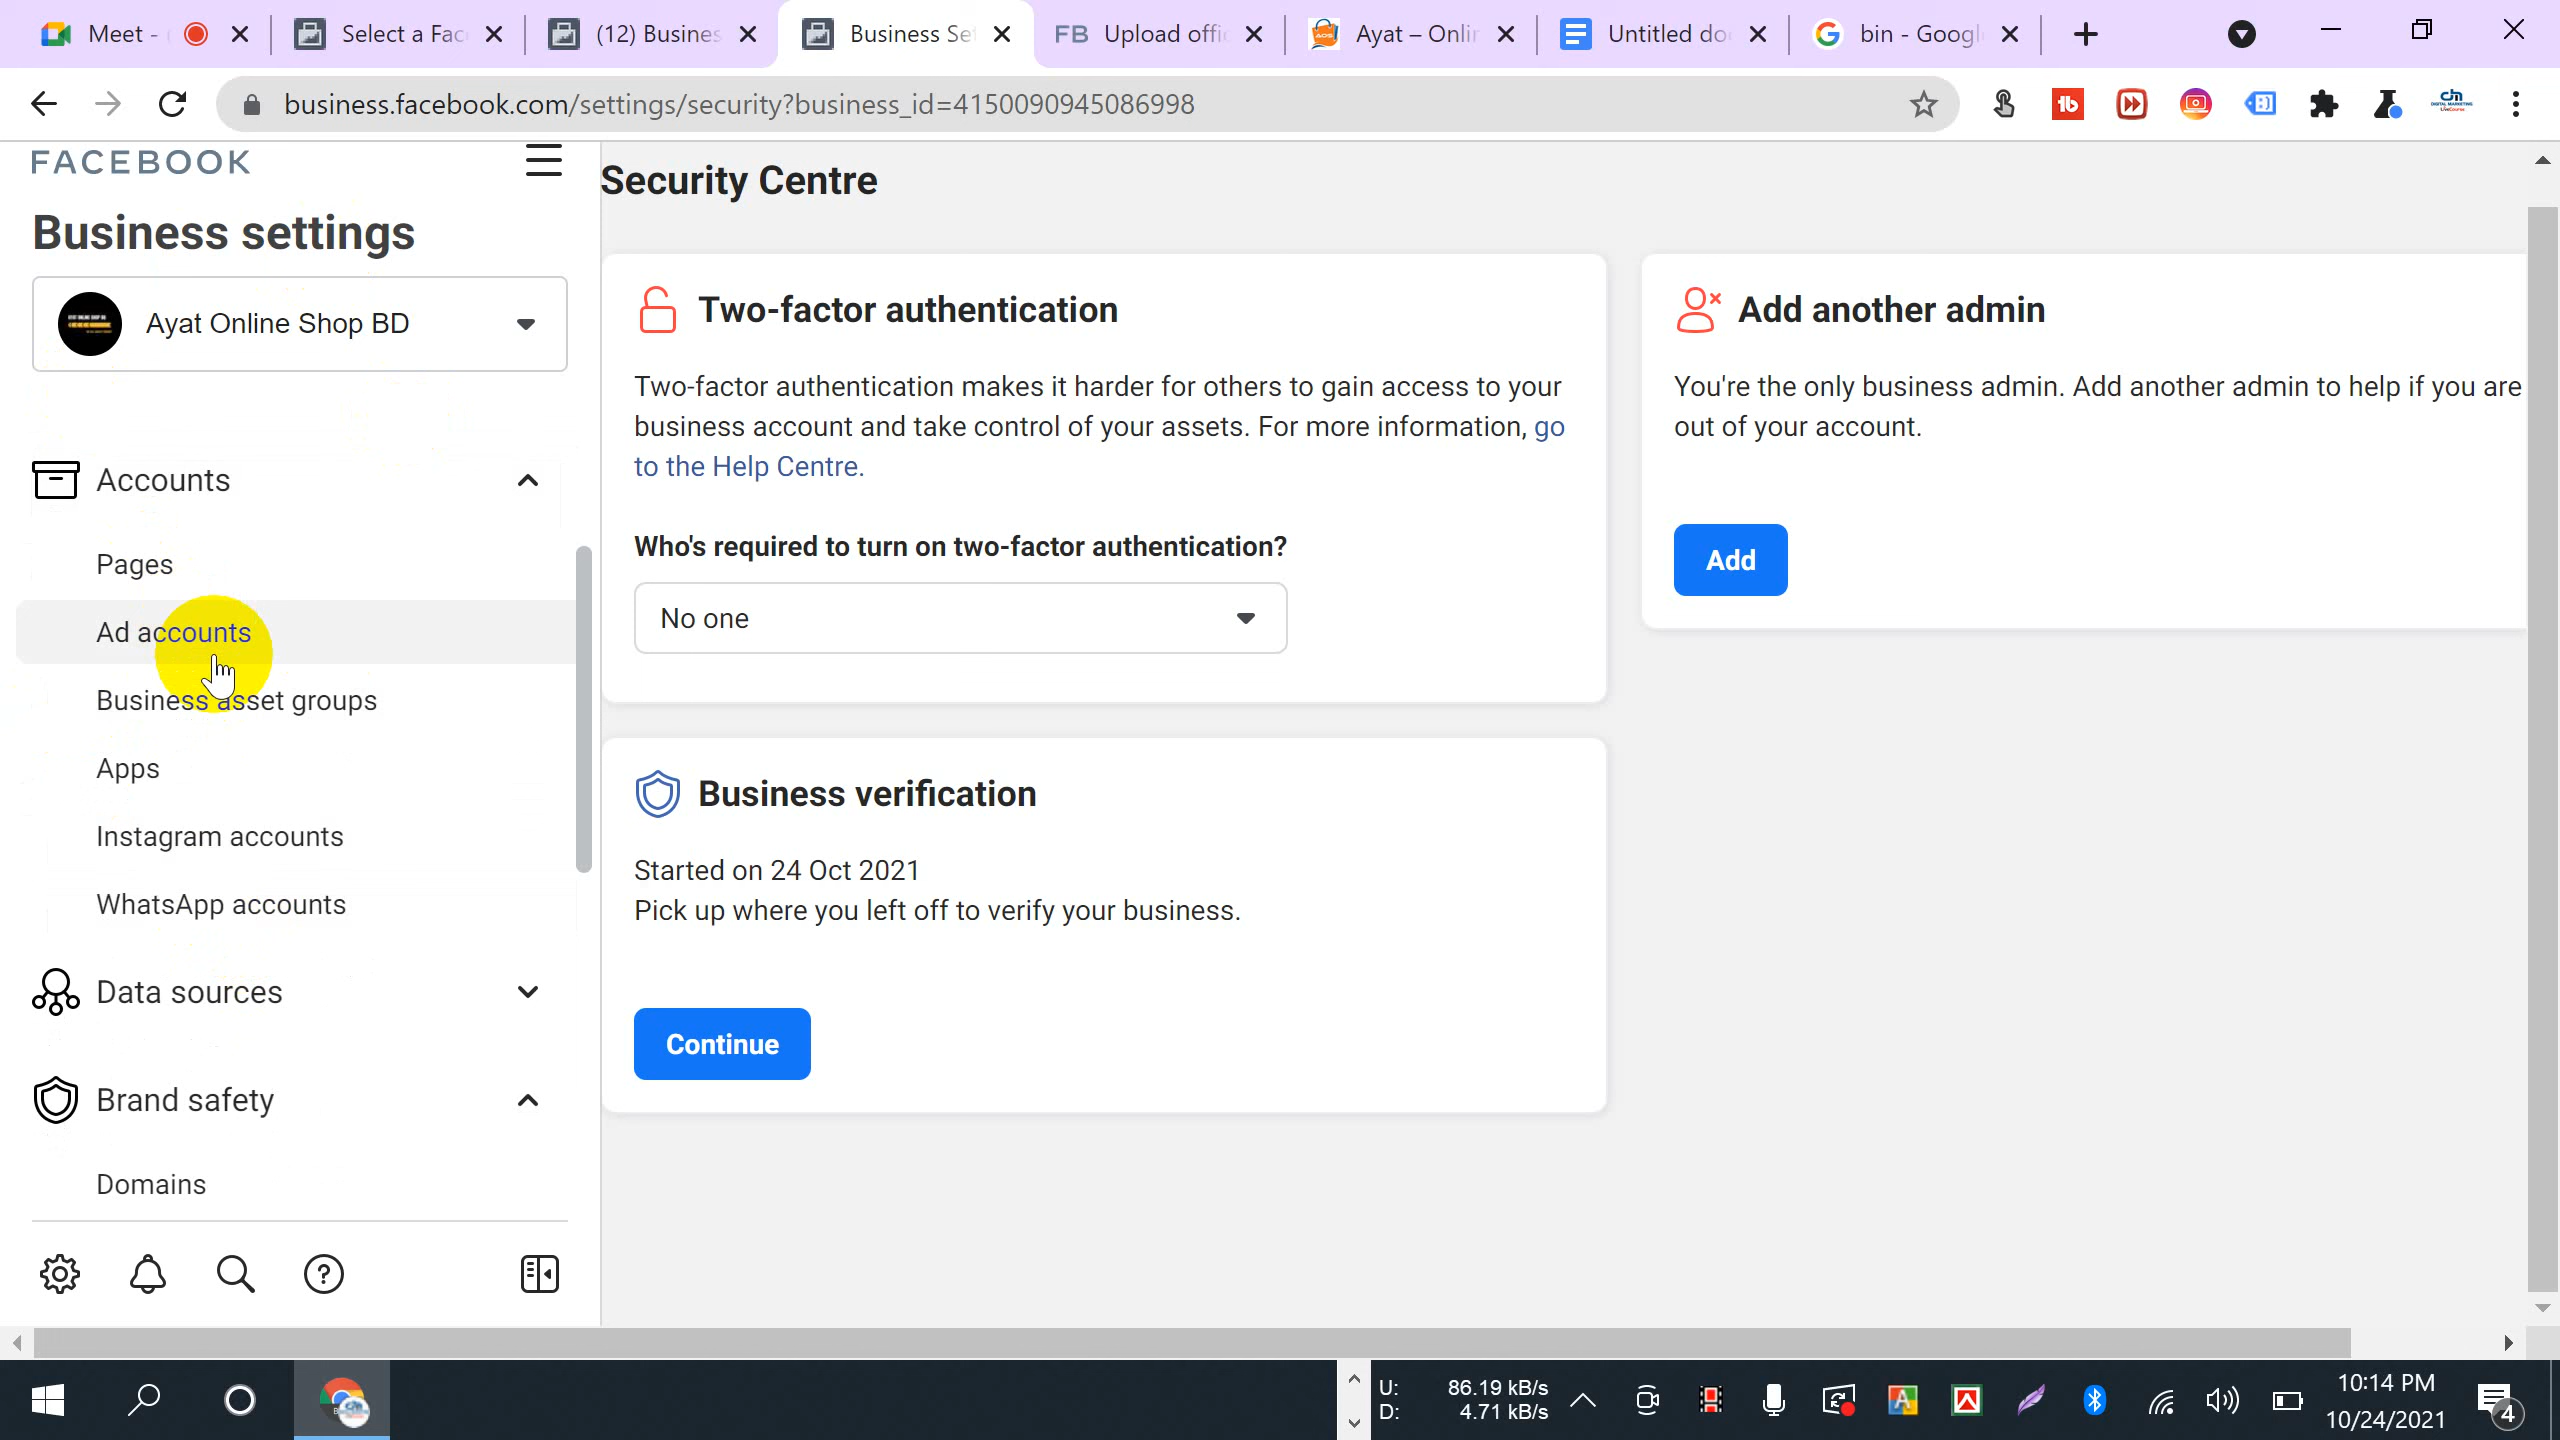 Meet -
Select a Fac
(12) Busines
Business Se
FB Upload offi
Ayat – Onlin
Untitled do
bin - Googl
business.facebook.com/settings/security?business_id=4150090945086998
FACEBOOK
Business settings
Ayat Online Shop BD
Accounts
Pages
Ad accounts
Business asset groups
Apps
Instagram accounts
WhatsApp accounts
Data sources
Brand safety
Domains
Security Centre
Two-factor authentication
Two-factor authentication makes it harder for others to gain access to your
business account and take control of your assets. For more information, go
to the Help Centre.
Who's required to turn on two-factor authentication?
No one
Business verification
Started on 24 Oct 2021
Pick up where you left off to verify your business.
Continue
Add another admin
You're the only business admin. Add another admin to help if you are
out of your account.
Add
U: 86.19 kB/s
D: 4.71 kB/s
10:14 PM
10/24/2021
4